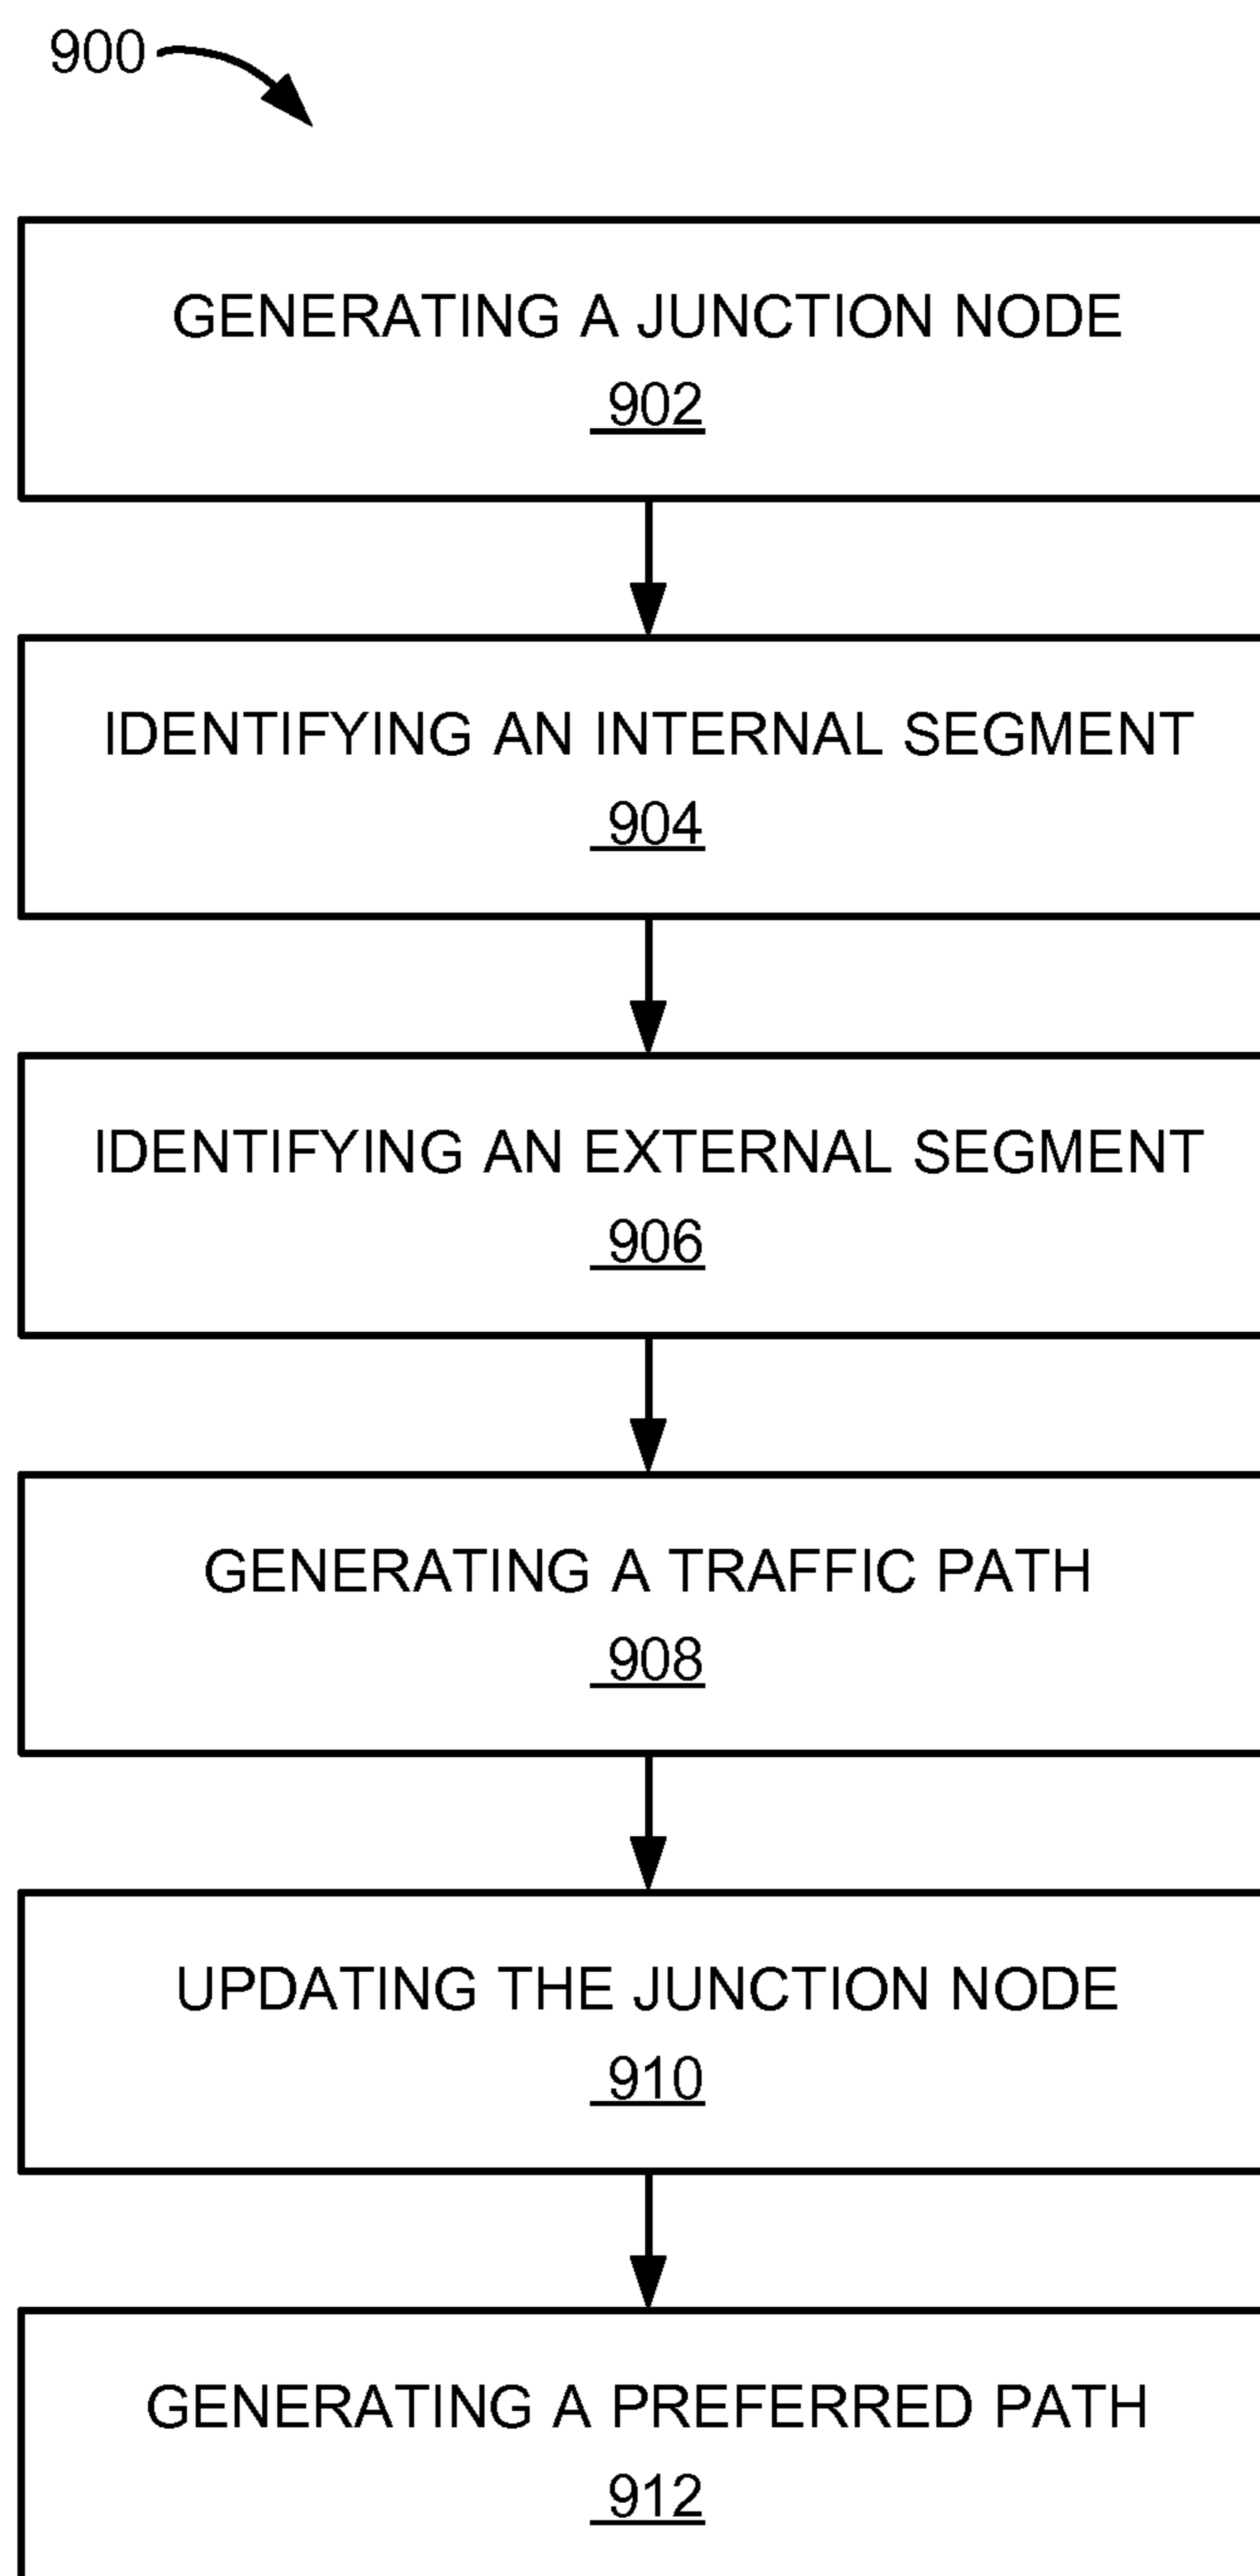 900
GENERATING A JUNCTION NODE
902
IDENTIFYING AN INTERNAL SEGMENT
904
IDENTIFYING AN EXTERNAL SEGMENT
906
GENERATING A TRAFFIC PATH
908
UPDATING THE JUNCTION NODE
910
GENERATING A PREFERRED PATH
912